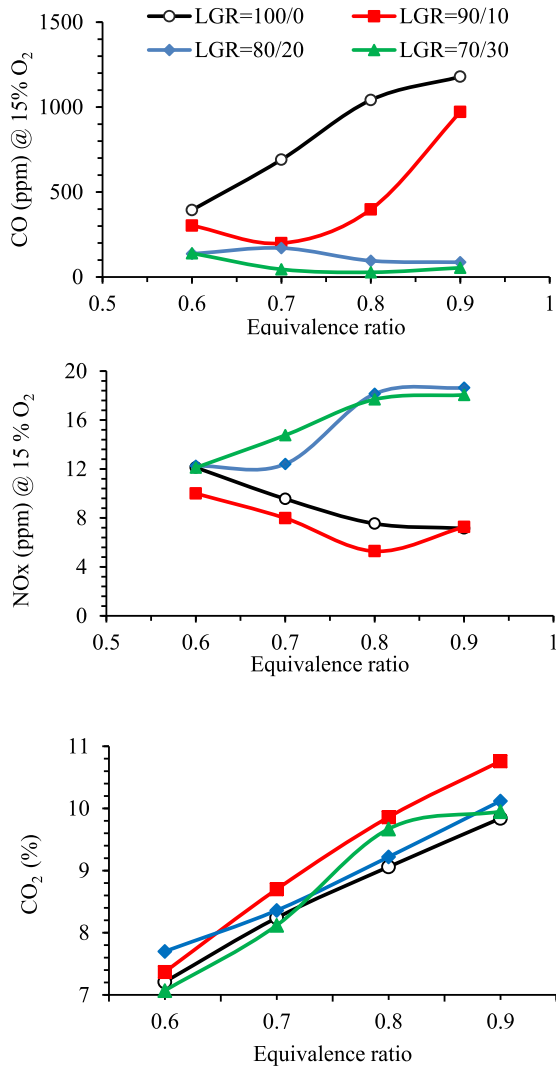 LGR=100/0 LGR=90/10
LGR=80/20 LGR=70/30
CO (ppm) @ 15% O2
1500
1000
500
0
0.5 0.6 0.7 0.8 0.9 1
Equivalence ratio
NOx (ppm) @ 15 % O2
20
16
12
8
4
0
0.5 0.6 0.7 0.8 0.9 1
Equivalence ratio
CO2 (%)
11
10
9
8
7
0.6 0.7 0.8 0.9
Equivalence ratio